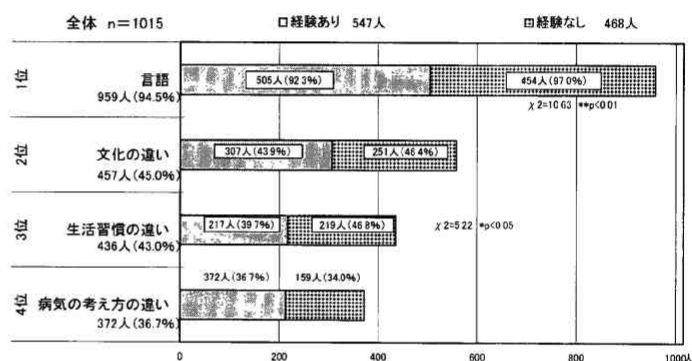 全体 n=1015 ロ経験あり 547人 田経験なし 468人
1位
言語
959人(94.5%)
505人(92.3%)
454人(97.0%)
χ2=10.63 **p<0.01
2位
文化の違い
457人(45.0%)
307人(43.9%)
251人(46.4%)
3位
生活習慣の違い
436人(43.0%)
217人(39.7%)
219人(46.8%)
χ2=5.22 *p<0.05
4位
病気の考え方の違い
372人(36.7%)
372人(36.7%)
159人(34.0%)
0 200 400 600 800 1000人